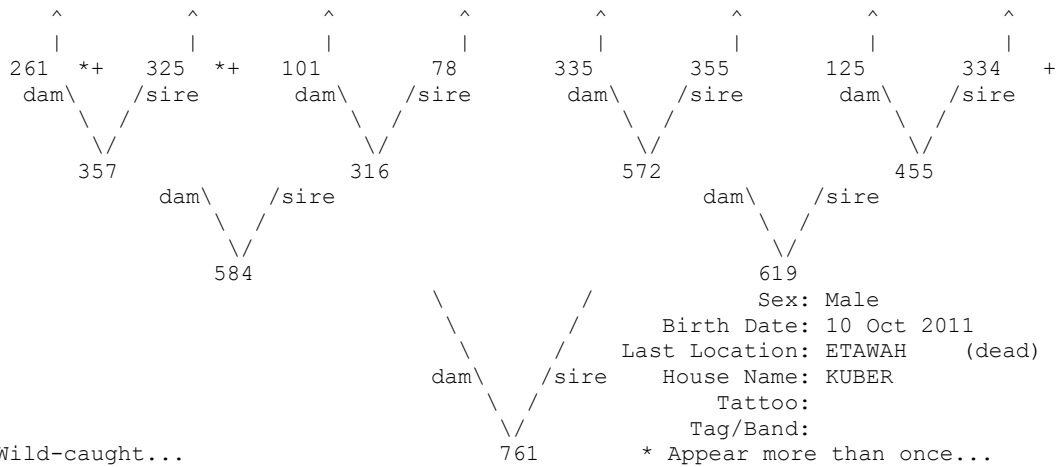 ^ ^ ^ ^ ^ ^ ^ ^
| | | | | | | |
261 *+ 325 *+ 101 78 335 355 125 334 +
dam\ /sire dam\ /sire dam\ /sire dam\ /sire
\ / \ / \ / \ /
\/ \/ \/ \/
357 316 572 455
dam\ /sire dam\ /sire
\ / \ /
\/ \/
584 619
\ / Sex: Male
\ / Birth Date: 10 Oct 2011
\ / Last Location: ETAWAH (dead)
dam\ /sire House Name: KUBER
\ / Tattoo:
\/ Tag/Band:
Wild-caught... 761 * Appear more than once...